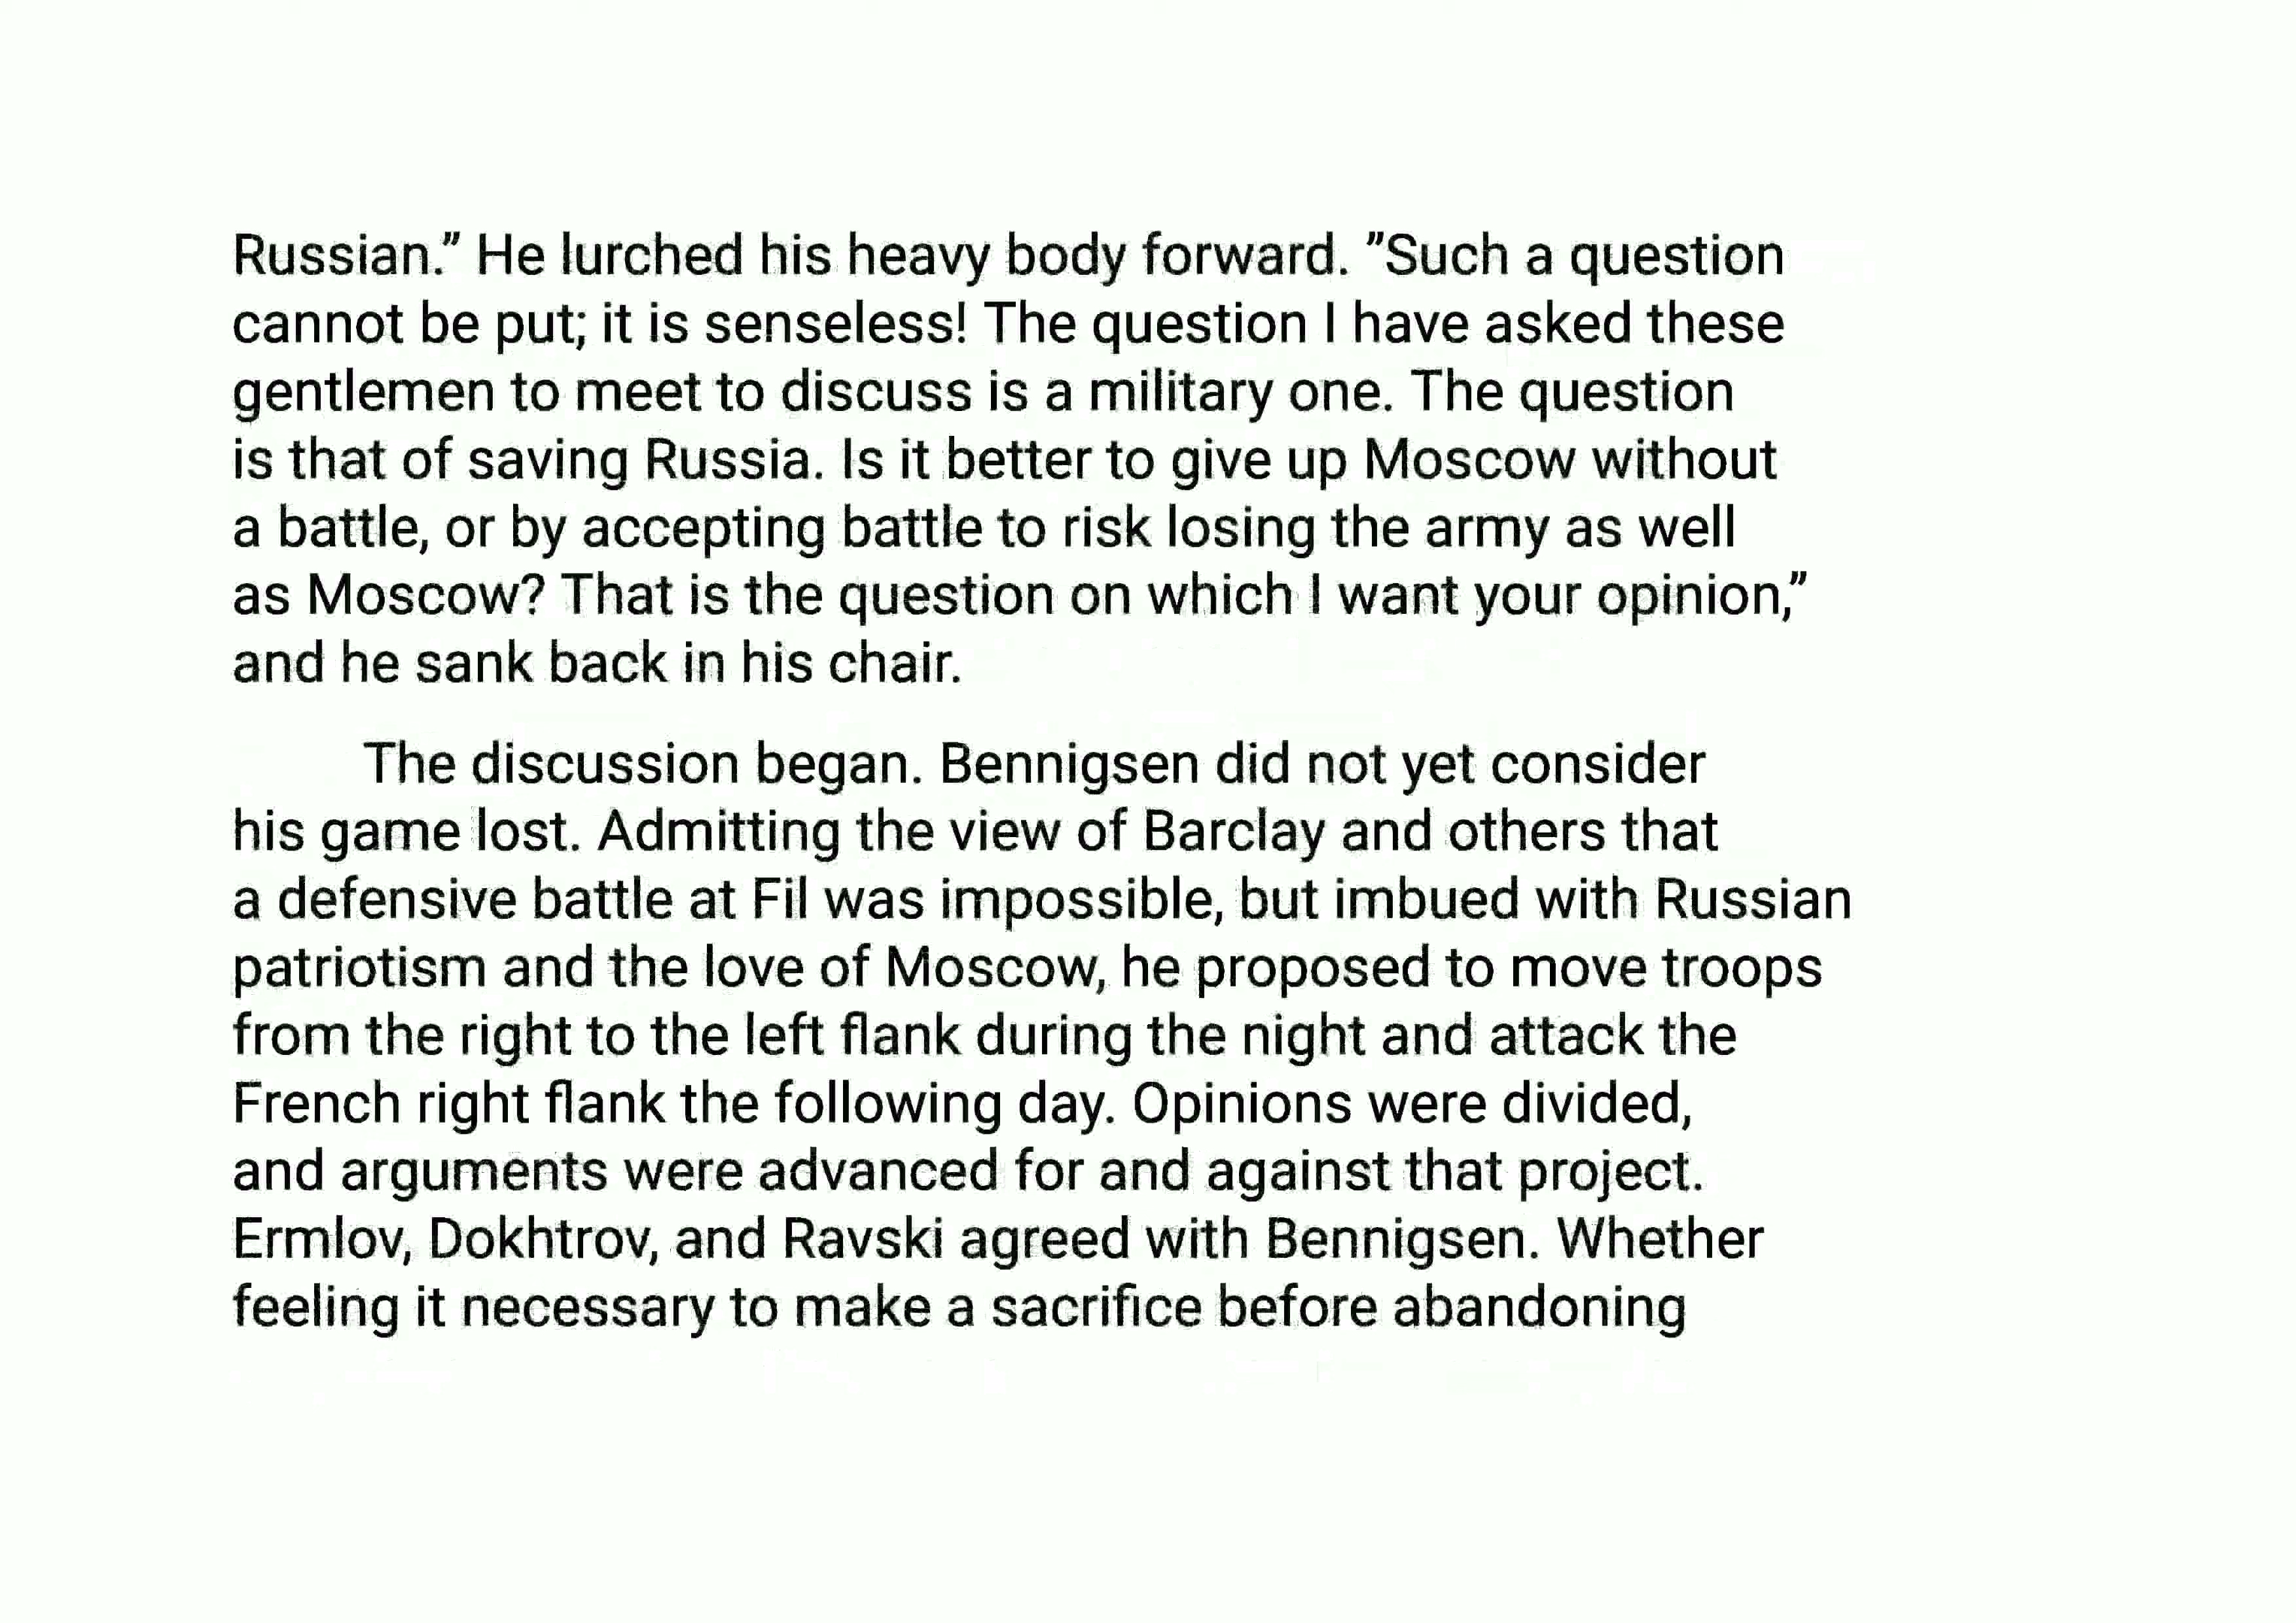 Russian.” He lurched his heavy body forward. ”Such a question
cannot be put; it is senseless! The question I have asked these
gentlemen to meet to discuss is a military one. The question
is that of saving Russia. Is it better to give up Moscow without
a battle, or by accepting battle to risk losing the army as well
as Moscow? That is the question on which I want your opinion,”
and he sank back in his chair.
The discussion began. Bennigsen did not yet consider
his game lost. Admitting the view of Barclay and others that
a defensive battle at Fil was impossible, but imbued with Russian
patriotism and the love of Moscow, he proposed to move troops
from the right to the left flank during the night and attack the
French right flank the following day. Opinions were divided,
and arguments were advanced for and against that project.
Ermlov, Dokhtrov, and Ravski agreed with Bennigsen. Whether
feeling it necessary to make a sacrifice before abandoning